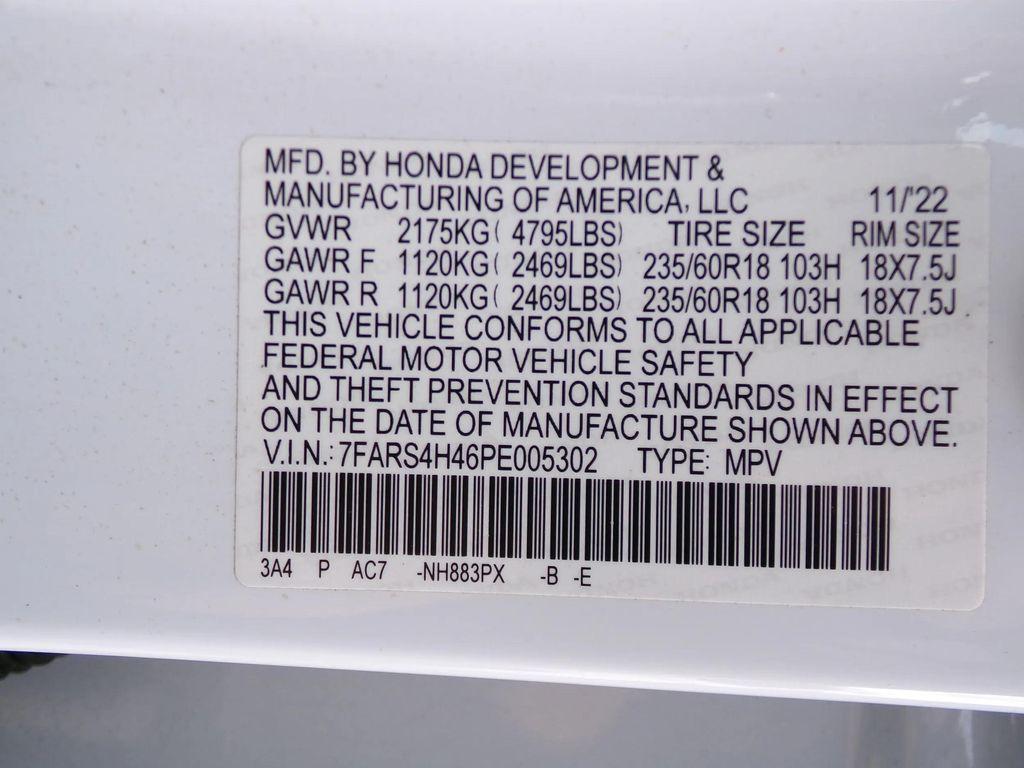 MFD. BY HONDA DEVELOPMENT &
MANUFACTURING OF AMERICA, LLC 11/'22
GVWR 2175KG( 4795LBS) TIRE SIZE RIM SIZE
GAWR F 1120KG( 2469LBS) 235/60R18 103H 18X7.5J
GAWR R 1120KG( 2469LBS) 235/60R18 103H 18X7.5J
THIS VEHICLE CONFORMS TO ALL APPLICABLE
FEDERAL MOTOR VEHICLE SAFETY
AND THEFT PREVENTION STANDARDS IN EFFECT
ON THE DATE OF MANUFACTURE SHOWN ABOVE.
V.I.N.: 7FARS4H46PE005302 TYPE: MPV
3A4 P AC7 -NH883PX -B -E